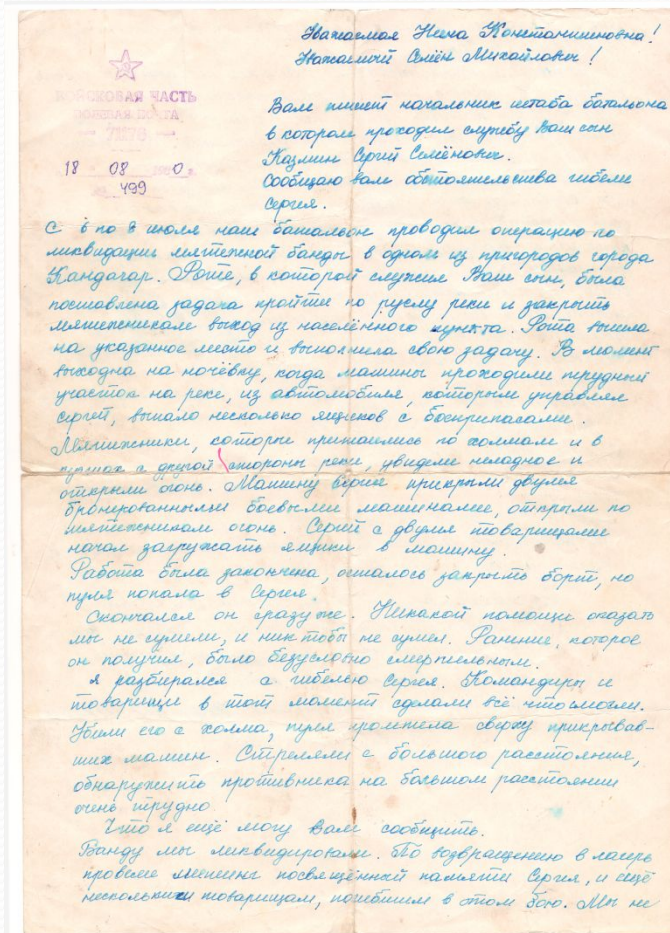 Уважаемая Нина Константиновна!
Уважаемый Семён Михайлович!
ВОЙСКОВАЯ ЧАСТЬ
ПОЛЕВАЯ ПОЧТА
18 08 0 г.
499
Вам пишет начальник штаба батальона
в котором проходил службу Ваш сын
Казмин Сергей Семёнович.
Сообщаю вам обстоятельства гибели
Сергея.
С 6 по 8 июля наш батальон проводил операцию по
ликвидации мятежной банды в одном из пригородов города
Кандагар. Роте, в которой служил Ваш сын, была
поставлена задача пройти по руслу реки и закрыть
мятежникам выход из населённого пункта. Рота вышла
на указанное место и выполнила свою задачу. В момент
выхода на ночёвку, когда машины проходили трудный
участок на реке, из автомобиля, которым управлял
Сергей, выпало несколько ящиков с боеприпасами.
Мятежники, которые притаились по холмам и в
с другой стороны реки, увидели неладное и
открыли огонь. Машину Сергея прикрыли двумя
бронированными боевыми машинами, открыли по
мятежникам огонь. Сергей с двумя товарищами
начал загружать ящики в машину.
Работа была закончена, осталось закрыть борт, но
пуля попала в Сергея.
Скончался он сразу же. Никакой помощи оказать
мы не сумели, и никтобы не сумел. Ранение, которое
он получил, было безусловно смертельным.
Я разбирался с гибелью Сергея. Командиры и
товарищи в тот момент сделали всё что смогли.
Убили его с холма, пуля пролетела сверху прикрывав-
ших машин. Стреляли с большого расстояния,
обнаружить противника на большом расстоянии
очень трудно
Что я ещё могу Вам сообщить.
Банду мы ликвидировали. По возвращению в лагерь
провели митинг посвящённый памяти Сергея, и ещё
нескольким товарищам, погибшим в этом бою. Мы не